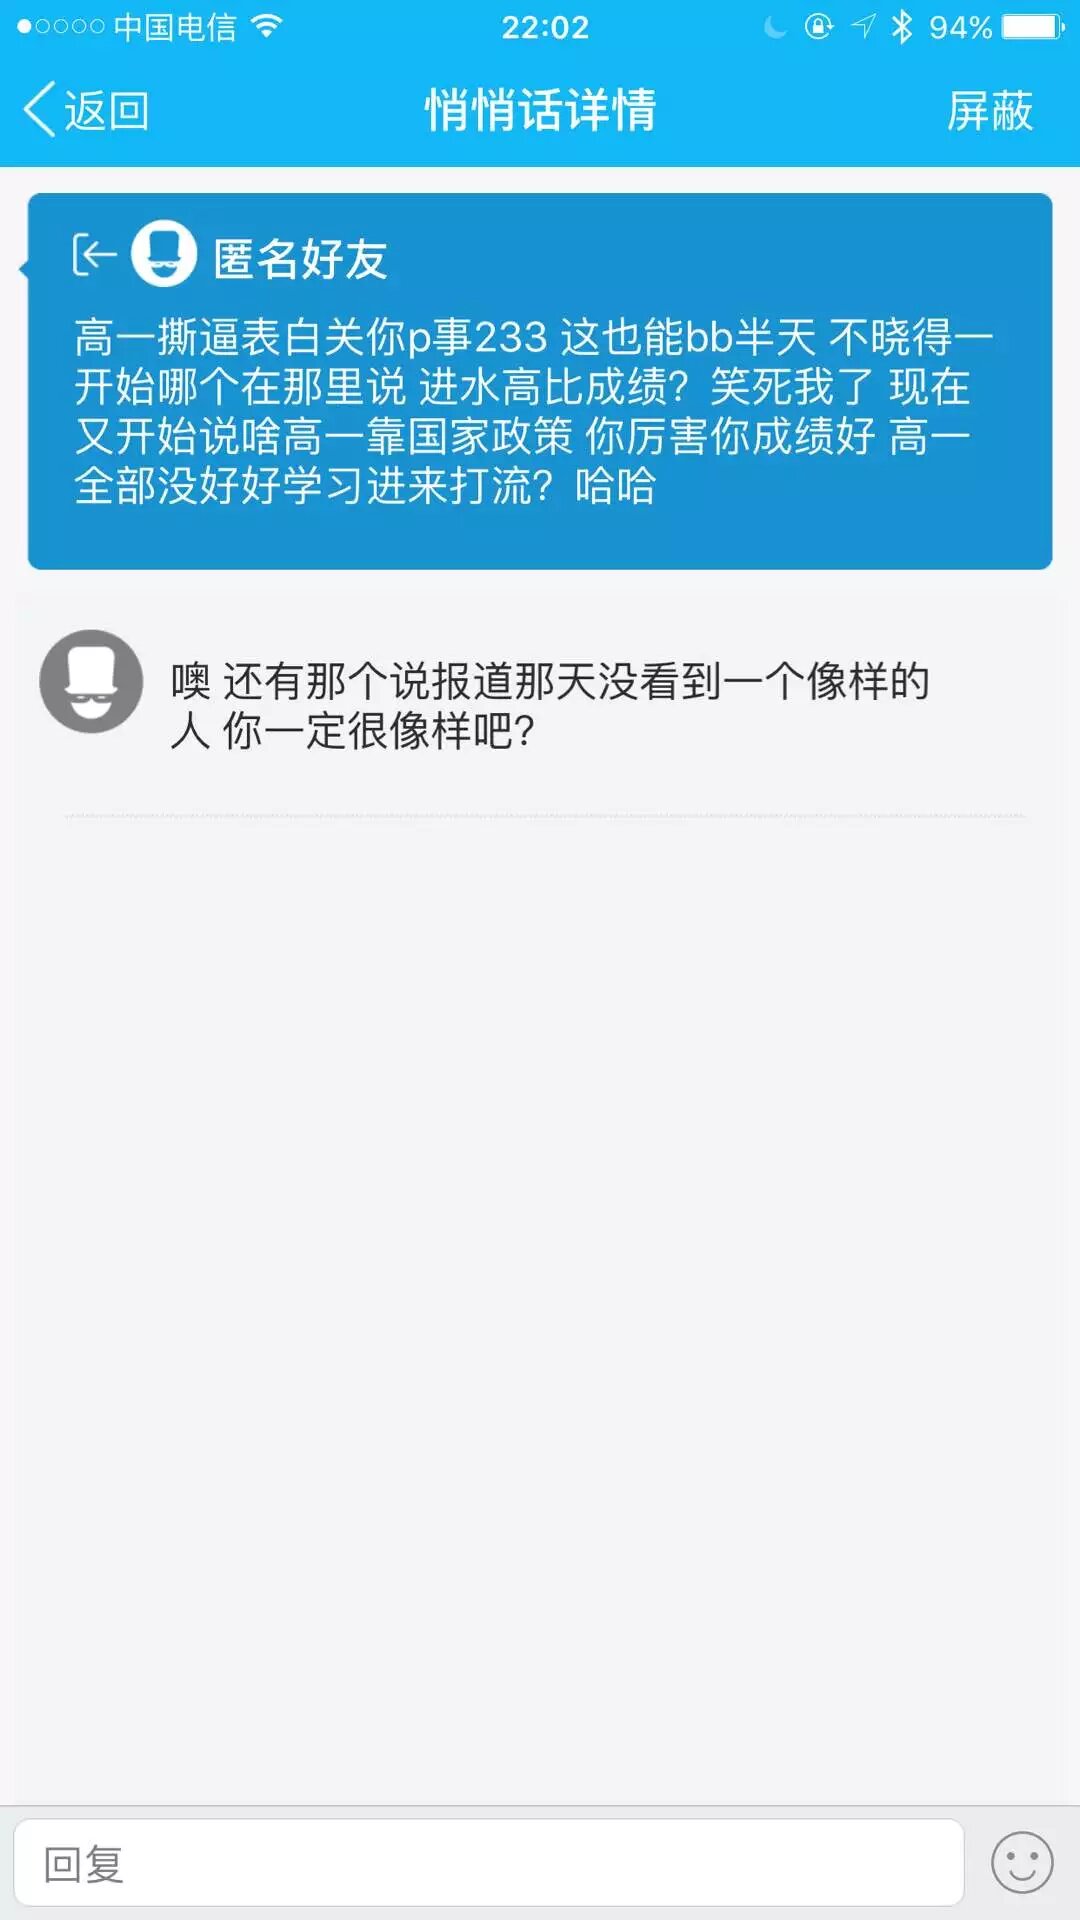 中国电信 22:02 94%
返回 悄悄话详情 屏蔽
匿名好友
高一撕逼表白关你p事233 这也能bb半天 不晓得一
开始哪个在那里说 进水高比成绩？笑死我了 现在
又开始说啥高一靠国家政策 你厉害你成绩好 高一
全部没好好学习进来打流？哈哈
噢 还有那个说报道那天没看到一个像样的
人 你一定很像样吧?
回复